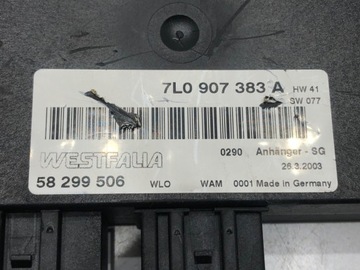 7L0 907 383 A HW 41
SW 077
WESTFALIA 0290 Anhänger - SG
26.3.2003
58 299 506 WLO WAM 0001 Made in Germany